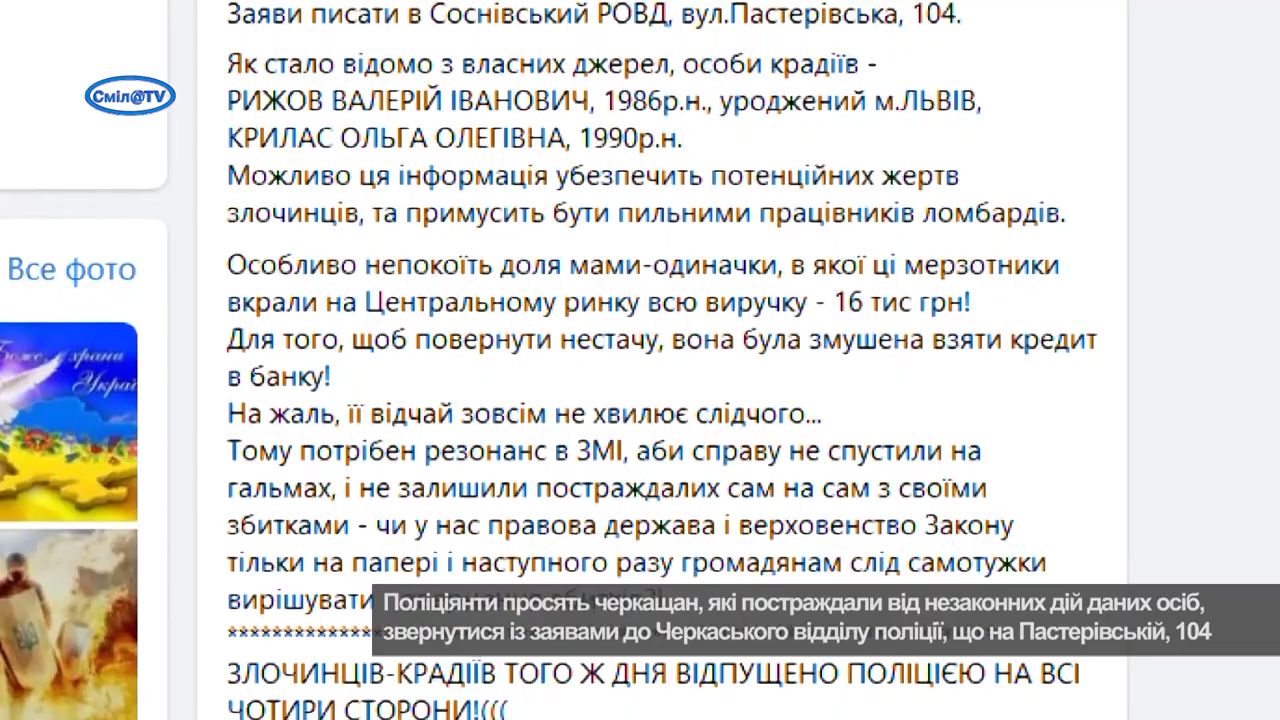 Заяви писати в Соснівський РОВД, вул.Пастерівська, 104.
Як стало відомо з власних джерел, особи крадіїв -
РИЖОВ ВАЛЕРІЙ ІВАНОВИЧ, 1986р.н., уроджений м.ЛЬВІВ,
КРИЛАС ОЛЬГА ОЛЕГІВНА, 1990р.н.
Можливо ця інформація убезпечить потенційних жертв
злочинців, та примусить бути пильними працівників ломбардів.
Особливо непокоїть доля мами-одиначки, в якої ці мерзотники
вкрали на Центральному ринку всю виручку - 16 тис грн!
Для того, щоб повернути нестачу, вона була змушена взяти кредит
в банку!
На жаль, її відчай зовсім не хвилює слідчого...
Тому потрібен резонанс в ЗМІ, аби справу не спустили на
гальмах, і не залишили постраждалих сам на сам з своїми
збитками - чи у нас правова держава і верховенство Закону
тільки на папері і наступного разу громадянам слід самотужки
вирішувати
****************
ЗЛОЧИНЦІВ-КРАДІЇВ ТОГО Ж ДНЯ ВІДПУЩЕНО ПОЛІЦІЄЮ НА ВСІ
ЧОТИРИ СТОРОНИ!(((
Сміл@TV
Все фото
Боже, храни
Украї
Поліціянти просять черкащан, які постраждали від незаконних дій даних осіб,
звернутися із заявами до Черкаського відділу поліції, що на Пастерівській, 104